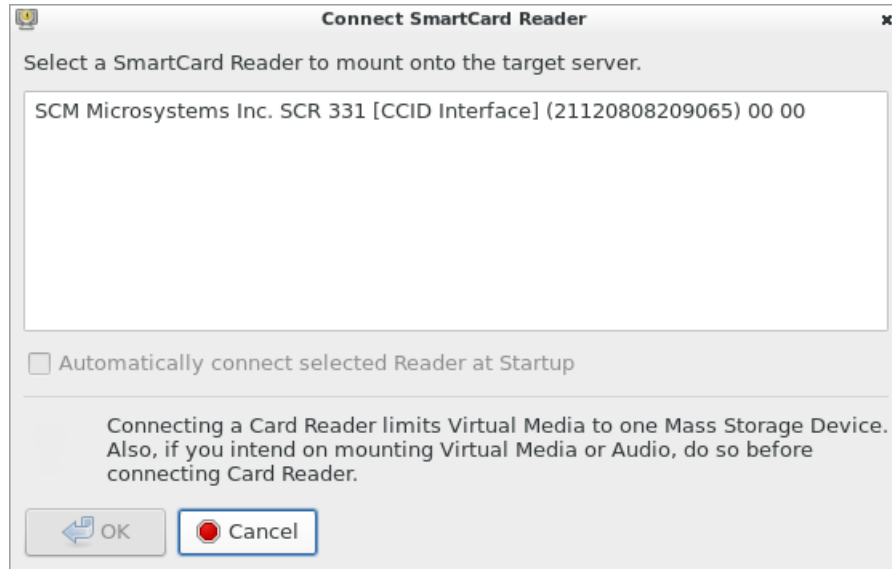 Connect SmartCard Reader
Select a SmartCard Reader to mount onto the target server.
SCM Microsystems Inc. SCR 331 [CCID Interface] (21120808209065) 00 00
Automatically connect selected Reader at Startup
Connecting a Card Reader limits Virtual Media to one Mass Storage Device.
Also, if you intend on mounting Virtual Media or Audio, do so before
connecting Card Reader.
OK
Cancel